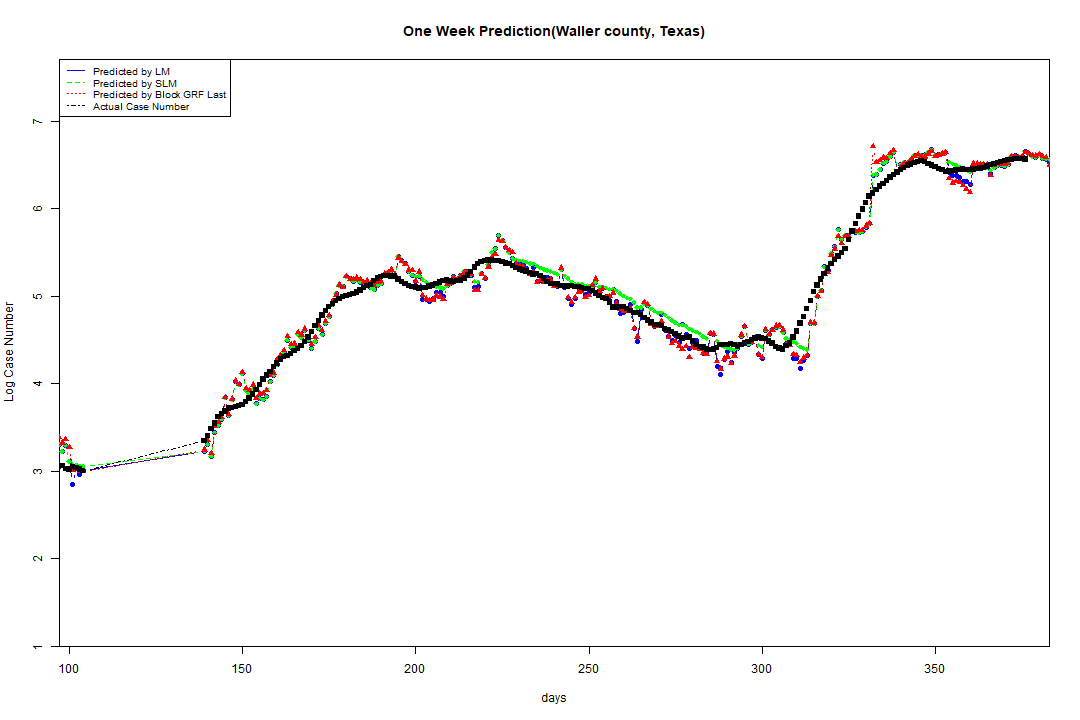 One Week Prediction(Waller county, Texas)
Predicted by LM
Predicted by SLM
Predicted by Block GRF Last
Actual Case Number
7
6
5
4
3
2
1
Log Case Number
100 150 200 250 300 350
days